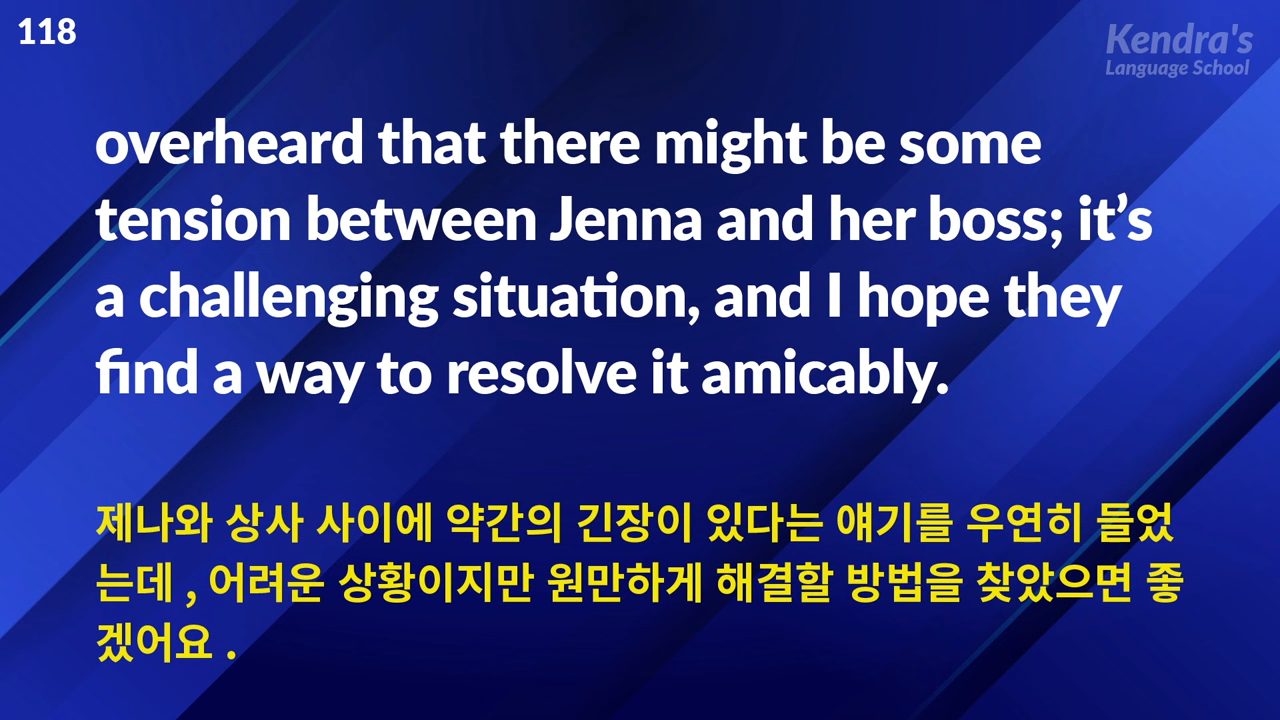 118
Kendra's
Language School
overheard that there might be some
tension between Jenna and her boss; it’s
a challenging situation, and I hope they
find a way to resolve it amicably.
제나와 상사 사이에 약간의 긴장이 있다는 얘기를 우연히 들었
는데 , 어려운 상황이지만 원만하게 해결할 방법을 찾았으면 좋
겠어요 .